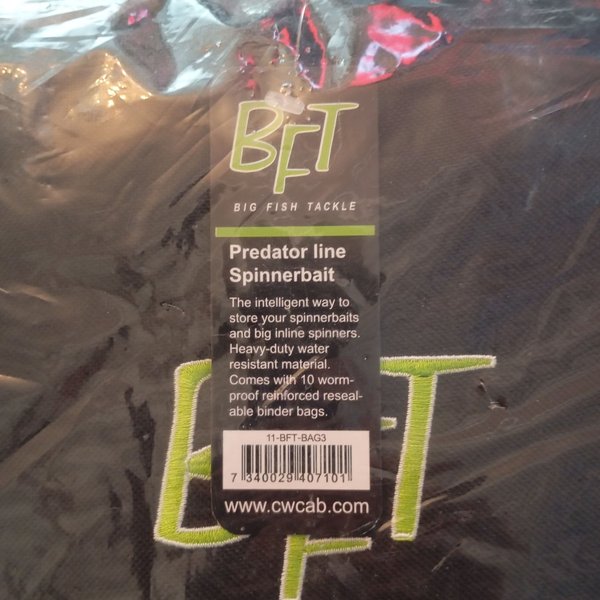 BFT
BIG FISH TACKLE
Predator line
Spinnerbait
The intelligent way to
store your spinnerbaits
and big inline spinners.
Heavy-duty water
resistant material.
Comes with 10 worm-
proof reinforced reseal-
able binder bags.
11-BFT-BAG3
7 340029 407101
www.cwcab.com
BFT